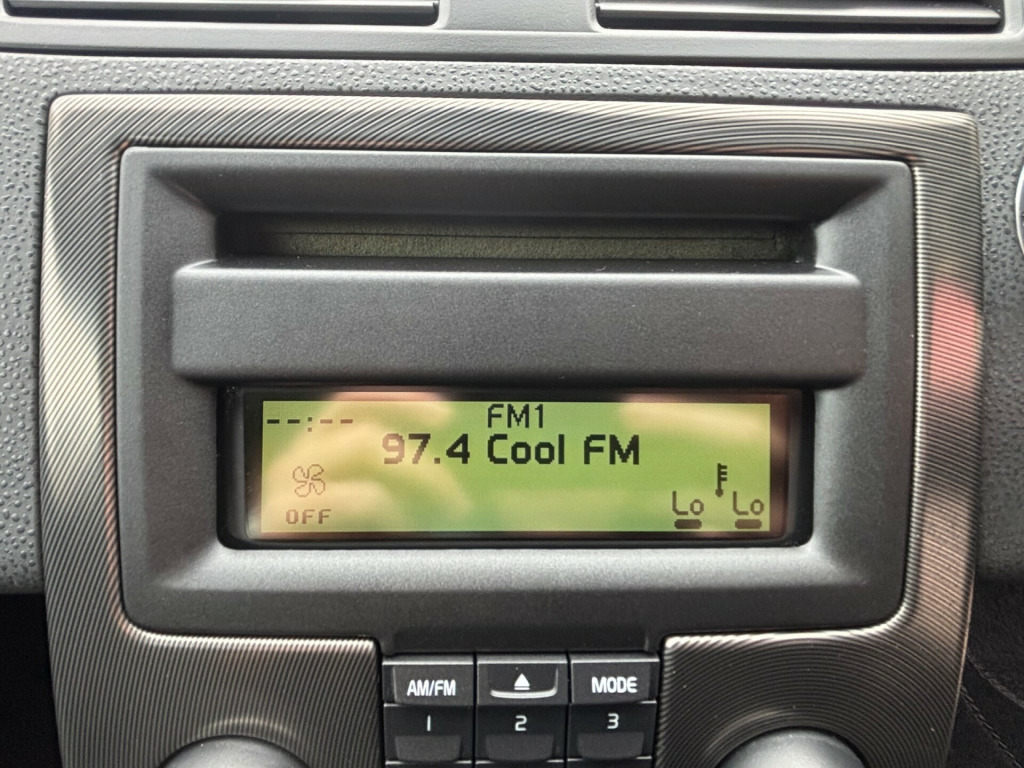 --:-- FM1
97.4 Cool FM
OFF Lo Lo
AM/FM MODE
1 2 3